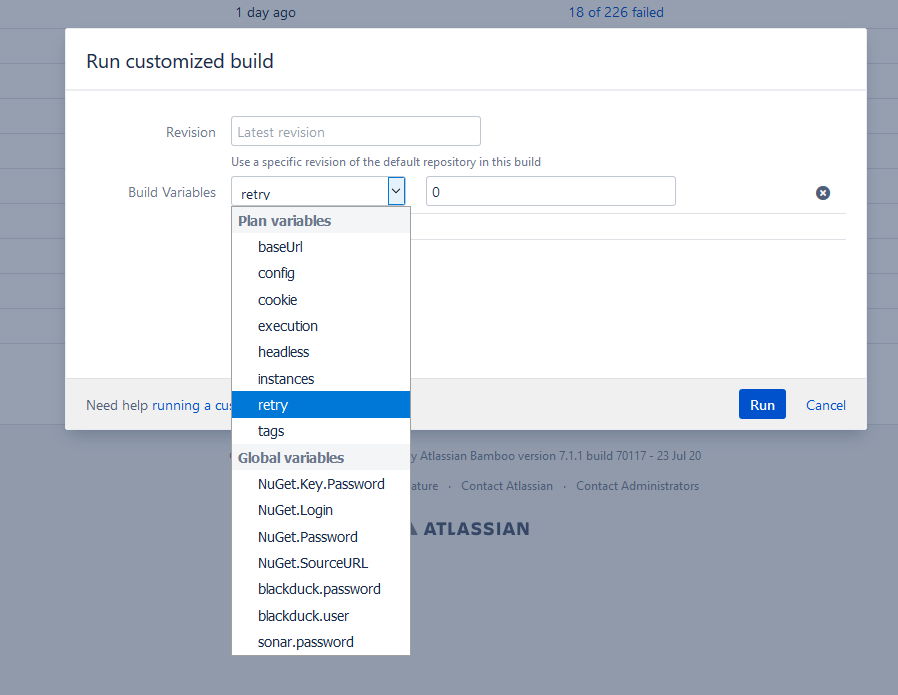 1 day ago 18 of 226 failed
Run customized build
Revision Latest revision
Use a specific revision of the default repository in this build
Build Variables retry 0
Plan variables
baseUrl
config
cookie
execution
headless
instances
retry
tags
Need help running a cus
Run Cancel
Global variables
NuGet.Key.Password
NuGet.Login
NuGet.Password
NuGet.SourceURL
blackduck.password
blackduck.user
sonar.password
y Atlassian Bamboo version 7.1.1 build 70117 - 23 Jul 20
ature · Contact Atlassian · Contact Administrators
ATLASSIAN